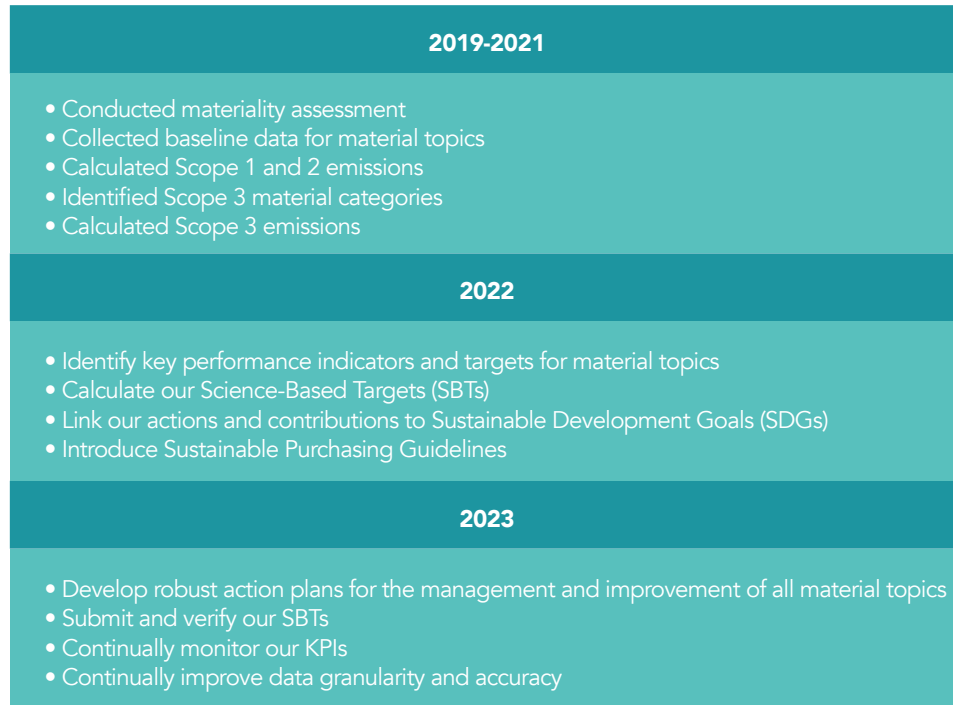 2019-2021
• Conducted materiality assessment
• Collected baseline data for material topics
• Calculated Scope 1 and 2 emissions
• Identified Scope 3 material categories
• Calculated Scope 3 emissions
2022
• Identify key performance indicators and targets for material topics
• Calculate our Science-Based Targets (SBTs)
• Link our actions and contributions to Sustainable Development Goals (SDGs)
• Introduce Sustainable Purchasing Guidelines
2023
• Develop robust action plans for the management and improvement of all material topics
• Submit and verify our SBTs
• Continually monitor our KPIs
• Continually improve data granularity and accuracy